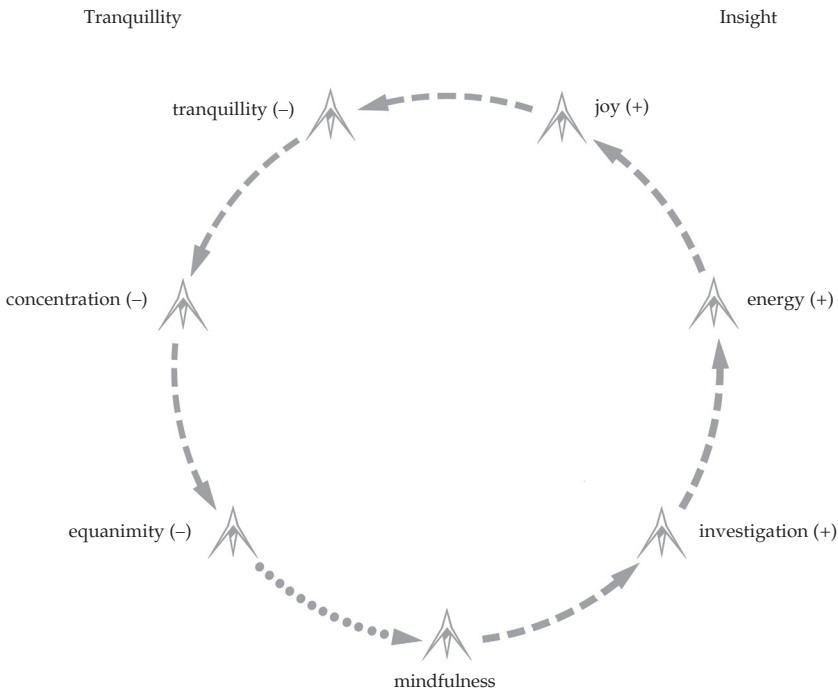 Tranquillity
Insight
tranquillity (–)
joy (+)
concentration (–)
energy (+)
equanimity (–)
investigation (+)
mindfulness